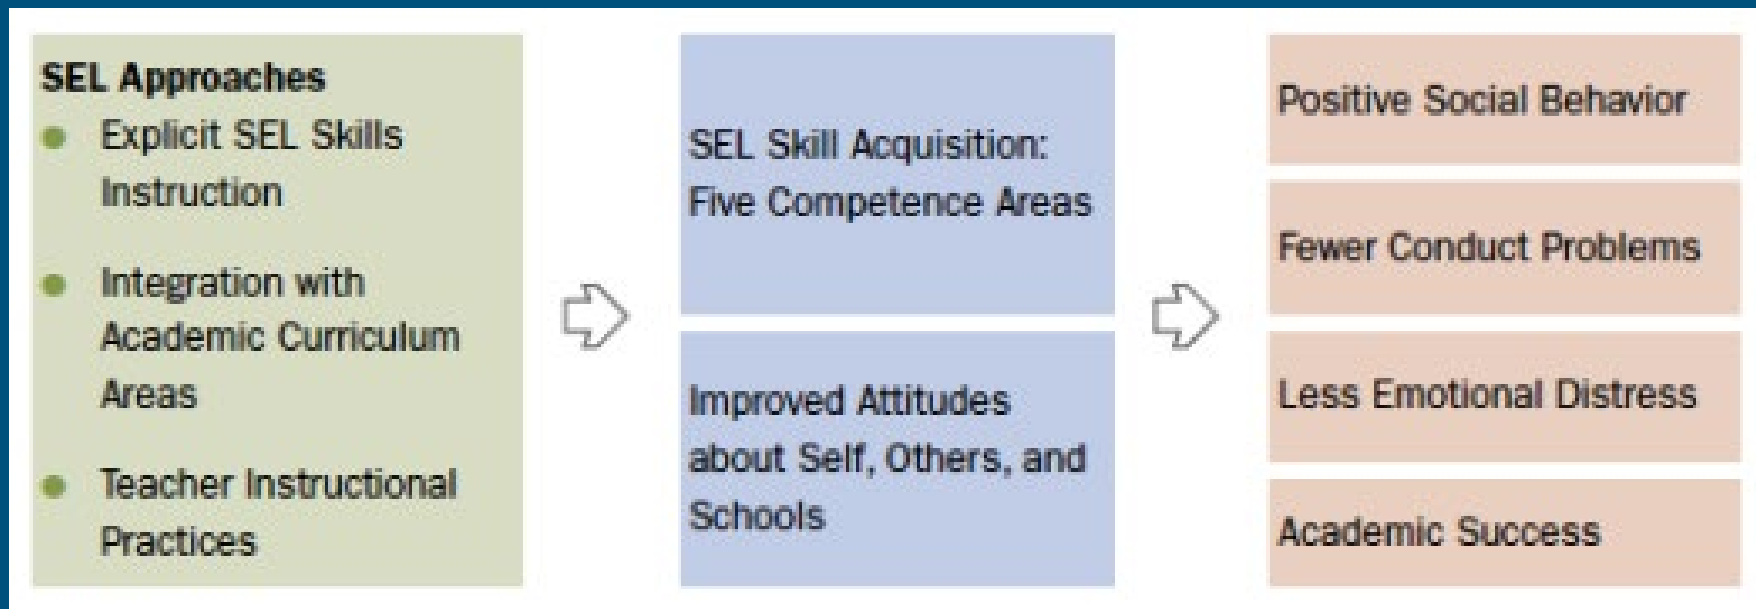 SEL Approaches
Explicit SEL Skills
Instruction
Integration with
Academic Curriculum
Areas
Teacher Instructional
Practices
SEL Skill Acquisition:
Five Competence Areas
Improved Attitudes
about Self, Others, and
Schools
Positive Social Behavior
Fewer Conduct Problems
Less Emotional Distress
Academic Success